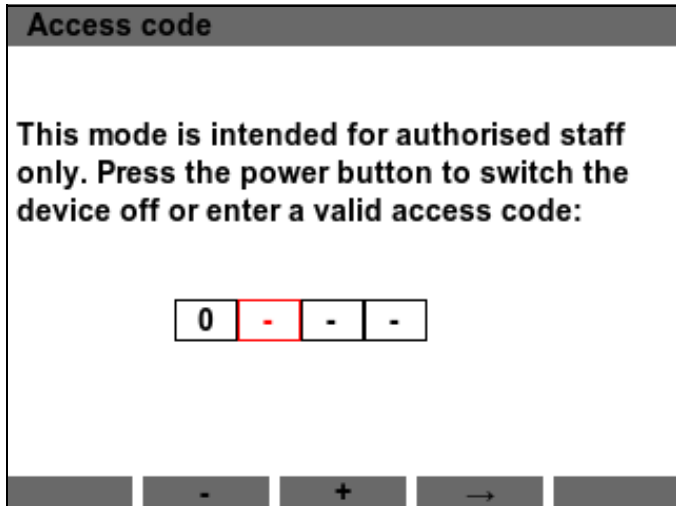 Access code
This mode is intended for authorised staff
only. Press the power button to switch the
device off or enter a valid access code:
0 - - -
- + →